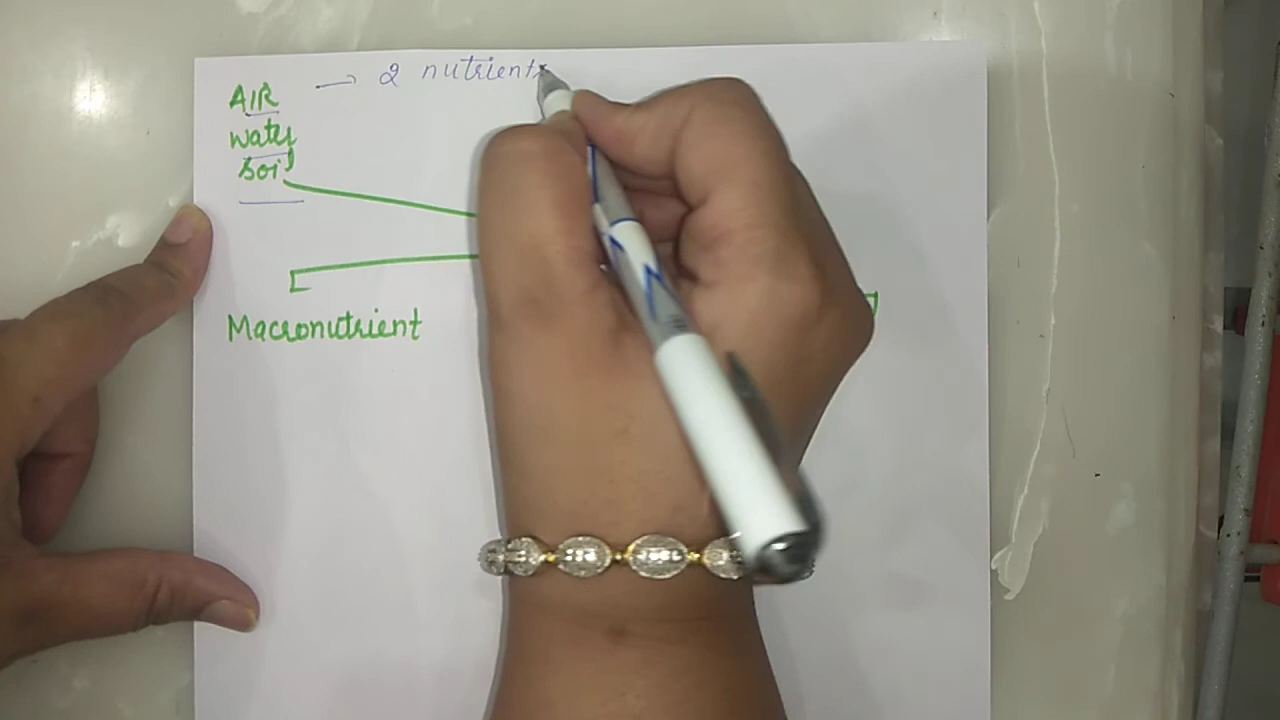 AIR → 2 nutrients
water
soil
Macronutrient